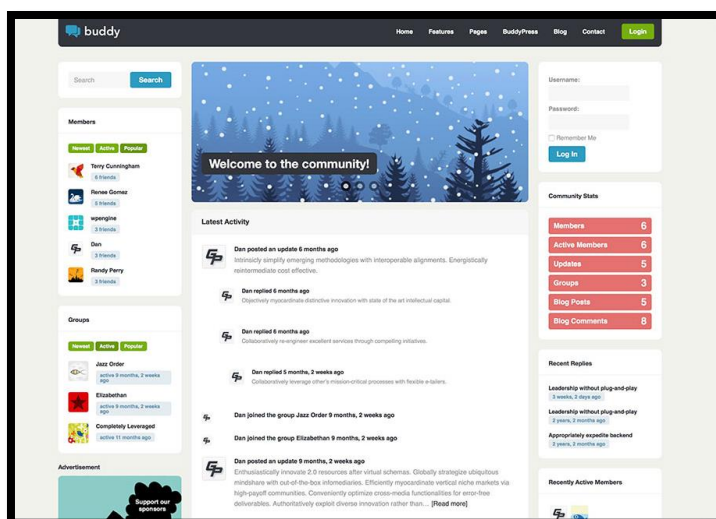 buddy
Home Features Pages BuddyPress Blog Contact Login
Search Search
Members
Newest Active Popular
Terry Cunningham
6 friends
Renee Gomez
5 friends
wpengine
3 friends
Dan
3 friends
Randy Perry
3 friends
Groups
Newest Active Popular
Jazz Order
active 9 months, 2 weeks
ago
Elizabethan
active 9 months, 2 weeks
ago
Completely Leveraged
active 11 months ago
Advertisement
Support our
sponsors
Welcome to the community!
Latest Activity
Dan posted an update 6 months ago
Intrinsicly simplify emerging methodologies with interoperable alignments. Energistically
reintermediate cost effective.
Dan replied 6 months ago
Objectively myocardinate distinctive innovation with state of the art intellectual capital.
Dan replied 6 months ago
Collaboratively re-engineer excellent services through compelling initiatives.
Dan replied 5 months, 2 weeks ago
Collaboratively leverage other's mission-critical processes with flexible e-tailers.
Dan joined the group Jazz Order 9 months, 2 weeks ago
Dan joined the group Elizabethan 9 months, 2 weeks ago
Dan posted an update 9 months, 2 weeks ago
Enthusiastically innovate 2.0 resources after virtual schemas. Globally strategize ubiquitous
mindshare with out-of-the-box infomediaries. Efficiently myocardinate vertical niche markets via
high-payoff communities. Conveniently optimize cross-media functionalities for error-free
deliverables. Authoritatively exploit diverse innovation rather than... [Read more]
Username:
Password:
Remember Me
Log In
Community Stats
Members 6
Active Members 6
Updates 5
Groups 3
Blog Posts 5
Blog Comments 8
Recent Replies
Leadership without plug-and-play
3 weeks, 3 days ago
Leadership without plug-and-play
2 years, 2 months ago
Appropriately expedite backend
2 years, 2 months ago
Recently Active Members